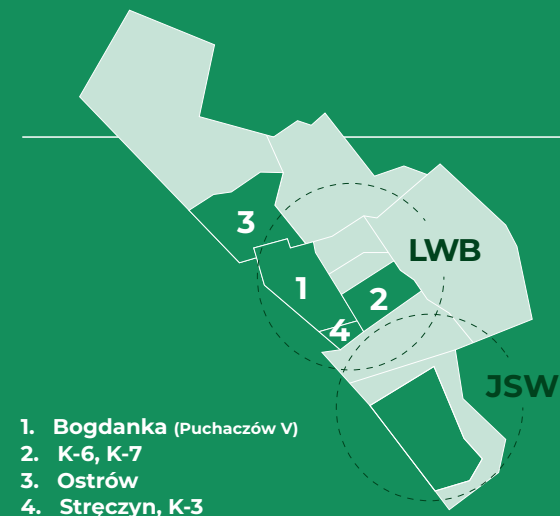 3
LWB
1
2
4
JSW
1. Bogdanka (Puchaczów V)
2. K-6, K-7
3. Ostrów
4. Stręczyn, K-3